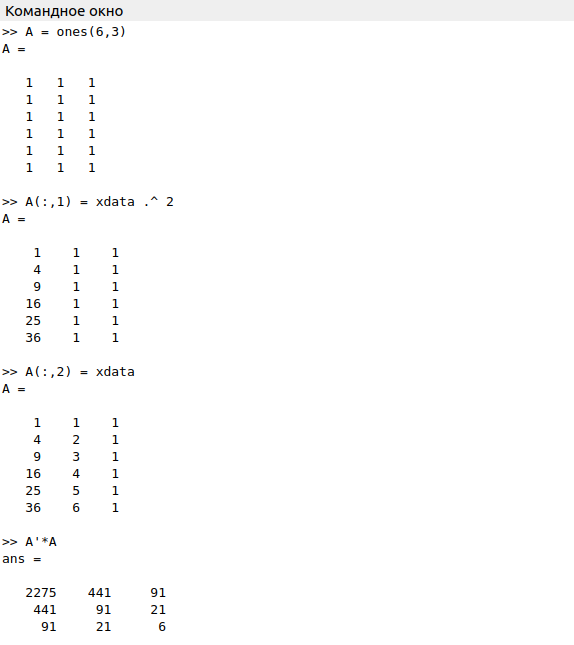 Командное окно
>> A = ones(6,3)
A =
1 1 1
1 1 1
1 1 1
1 1 1
1 1 1
1 1 1
>> A(:,1) = xdata .^ 2
A =
1 1 1
4 1 1
9 1 1
16 1 1
25 1 1
36 1 1
>> A(:,2) = xdata
A =
1 1 1
4 2 1
9 3 1
16 4 1
25 5 1
36 6 1
>> A'*A
ans =
2275 441 91
441 91 21
91 21 6